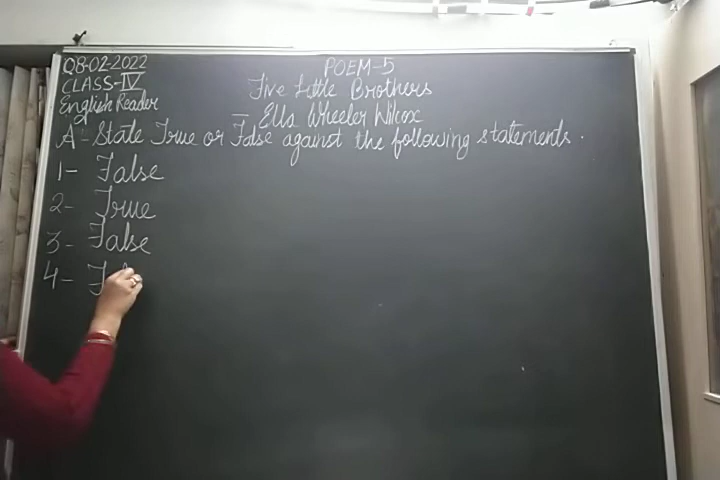 08-02-2022
POEM-5
CLASS-IV
Five Little Brothers
English Reader
- Ella Wheeler Wilcox
A - State True or False against the following statements.
1- False
2- True
3- False
4- F